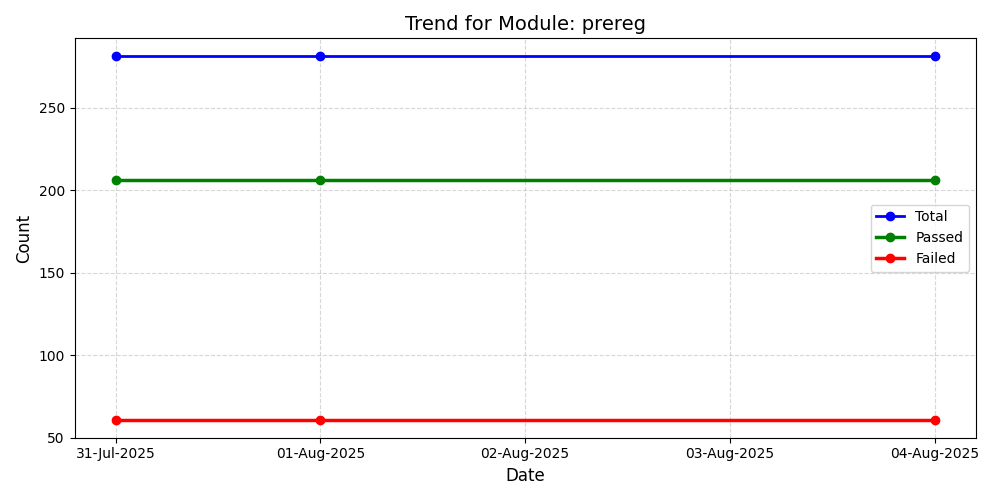 Trend for Module: prereg
Count
250
200
150
100
50
Total
Passed
Failed
31-Jul-2025 01-Aug-2025 02-Aug-2025 03-Aug-2025 04-Aug-2025
Date